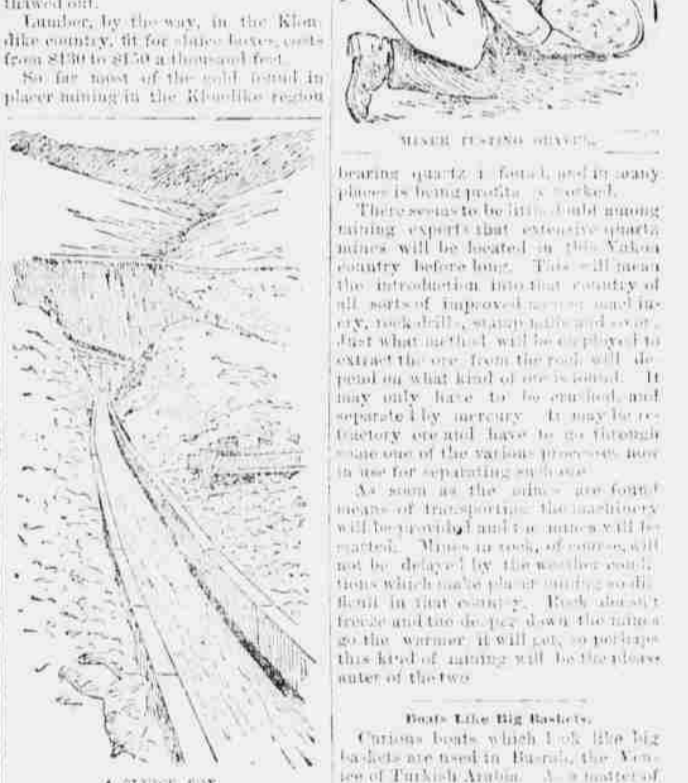 thawed out.
Lumber, by the way, in the Klon-
dike country, fit for sluice boxes, costs
from $130 to $150 a thousand feet.
So far most of the gold found in
placer mining in the Klondike region
A SLUICE BOX
MINER TESTING GRAVEL.
bearing quartz i found, and in many
places is being profita y worked.
There seems to be little doubt among
mining experts that extensive quartz
mines will be located in this Yukon
country before long. This will mean
the introduction into that country of
all sorts of improved machin-
ery, rock drills, stamp mills and so on.
Just what method will be employed to
extract the ore from the rock will de-
pend on what kind of ore is found. It
may only have to be crushed, and
separated by mercury It may be re-
fractory ore and have to go through
some one of the various processes now
in use for separating such ore
As soon as the mines are found
means of transporting the machinery
will be provided and the mines will be
started. Mines in rock, of course, will
not be delayed by the weather condi-
tions which make placer mining so dif-
ficult in that country. Rock doesn't
freeze and the deeper down the mines
go the warmer it will get, so perhaps
this kind of mining will be the pleas-
anter of the two
Boats Like Big Baskets.
Curious boats which look like big
baskets are used in Basrah, the Ven-
ice of Turkish Arabia. As a matter of